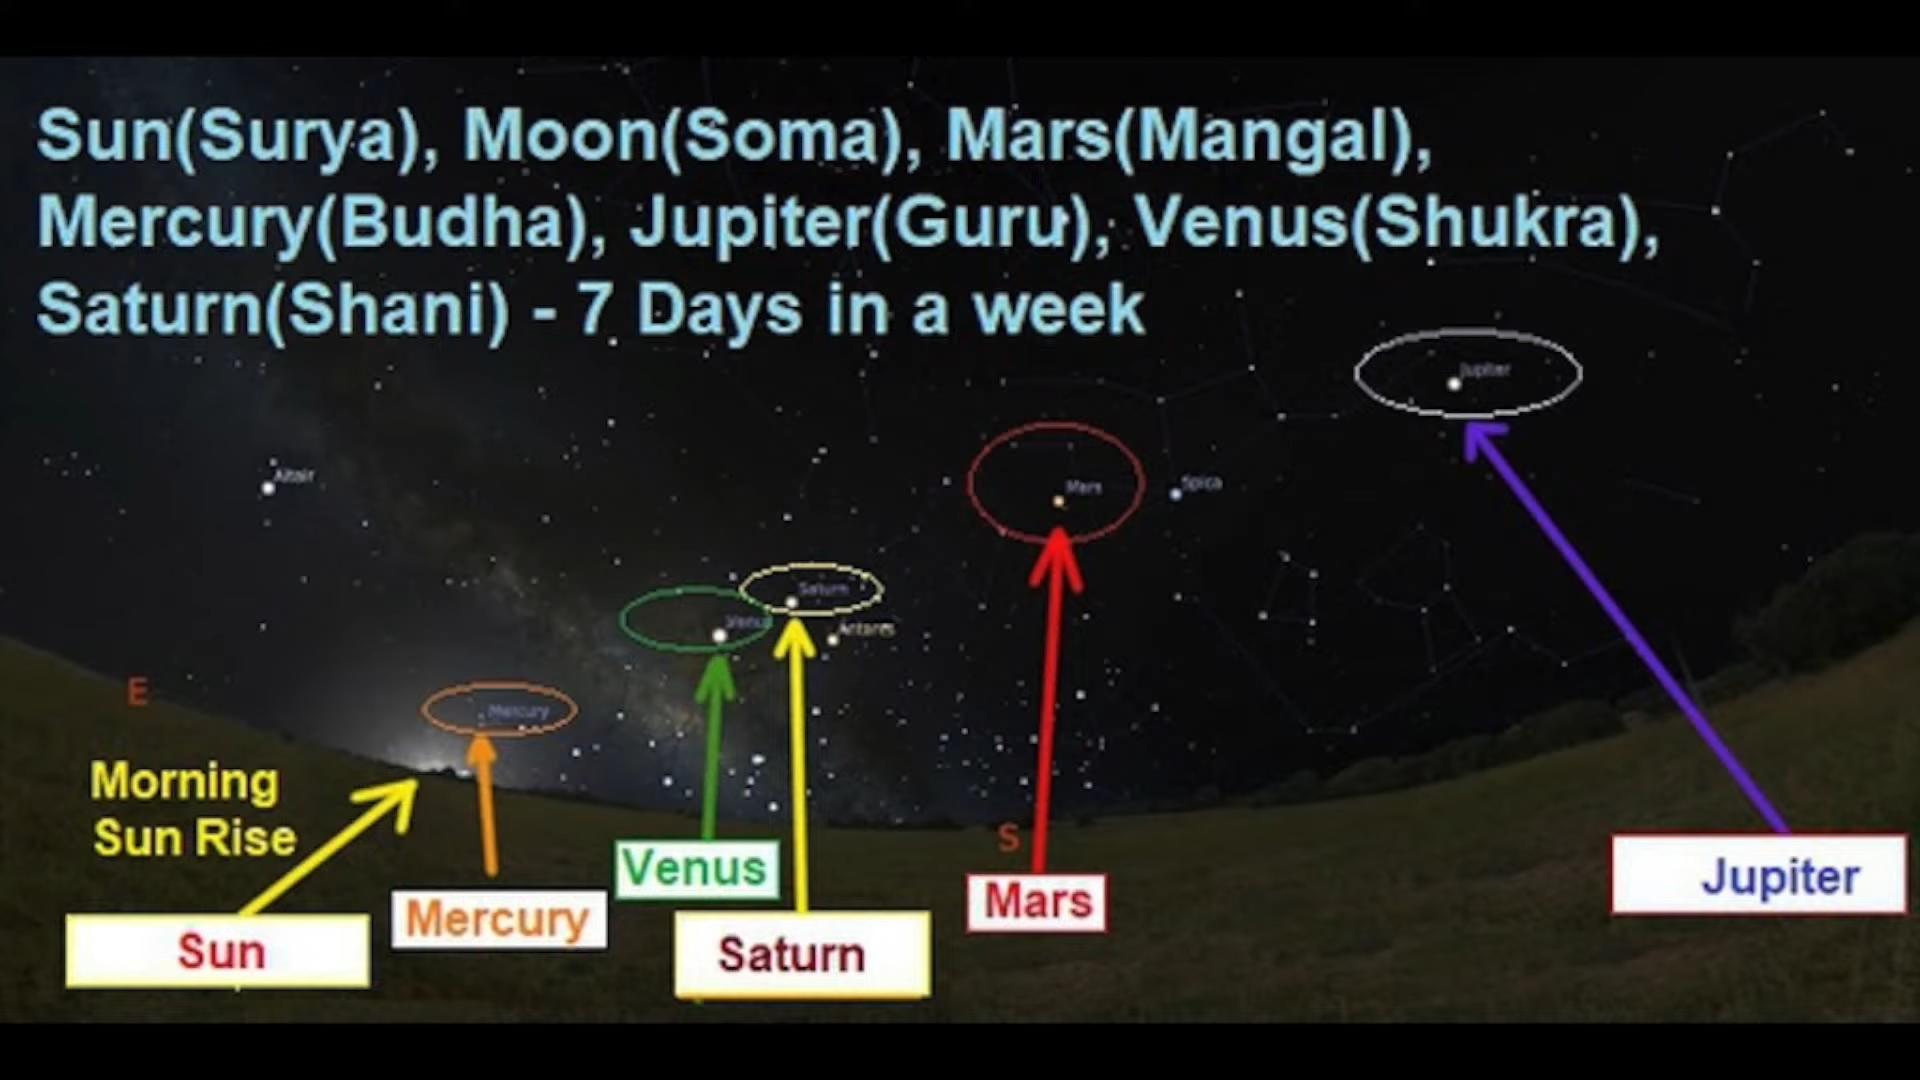 Sun(Surya), Moon(Soma), Mars(Mangal),
Mercury(Budha), Jupiter(Guru), Venus(Shukra),
Saturn(Shani) - 7 Days in a week
Jupiter
Altair
Mars
Spica
Saturn
Venus
Antares
E
Mercury
Morning
Sun Rise
S
Venus
Jupiter
Mars
Mercury
Sun
Saturn